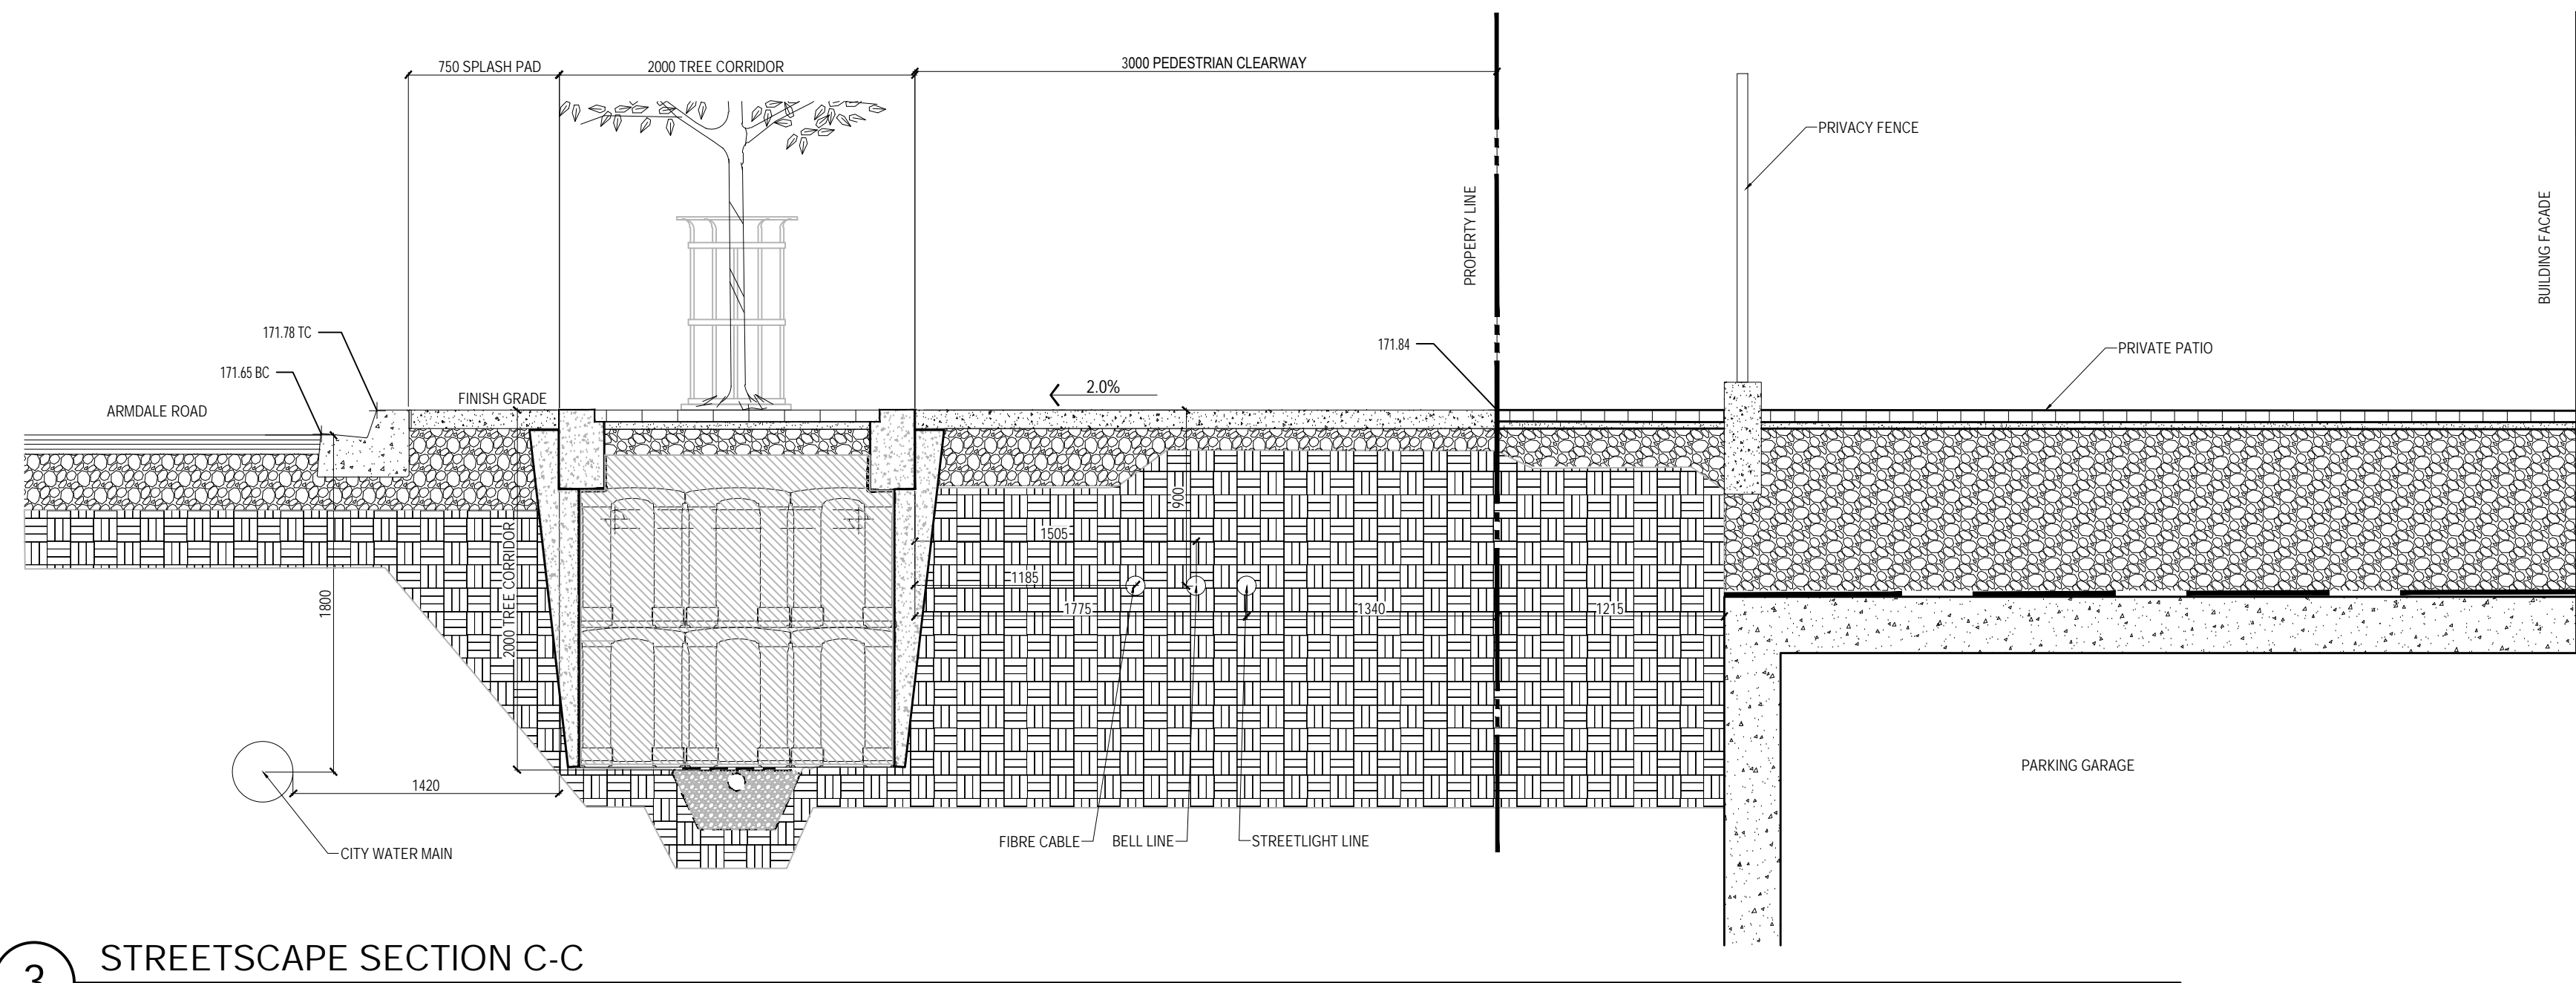 750 SPLASH PAD
2000 TREE CORRIDOR
3000 PEDESTRIAN CLEARWAY
PRIVACY FENCE
PROPERTY LINE
BUILDING FACADE
171.78 TC
171.84
PRIVATE PATIO
171.65 BC
2.0%
FINISH GRADE
ARMDALE ROAD
900
1505
1185
1775
1340
1215
1800
2000 TREE CORRIDOR
PARKING GARAGE
1420
FIBRE CABLE
BELL LINE
STREETLIGHT LINE
CITY WATER MAIN
3
STREETSCAPE SECTION C-C